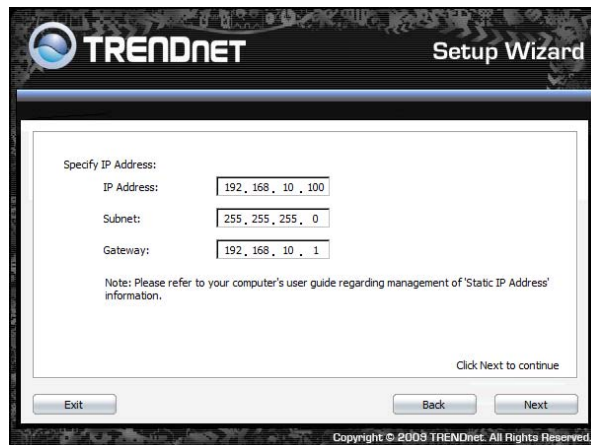 TRENDNET
Setup Wizard
Specify IP Address:
IP Address: 192 . 168 . 10 . 100
Subnet: 255 . 255 . 255 . 0
Gateway: 192 . 168 . 10 . 1
Note: Please refer to your computer's user guide regarding management of 'Static IP Address'
information.
Click Next to continue
Exit
Back
Next
Copyright © 2009 TRENDnet. All Rights Reserved.